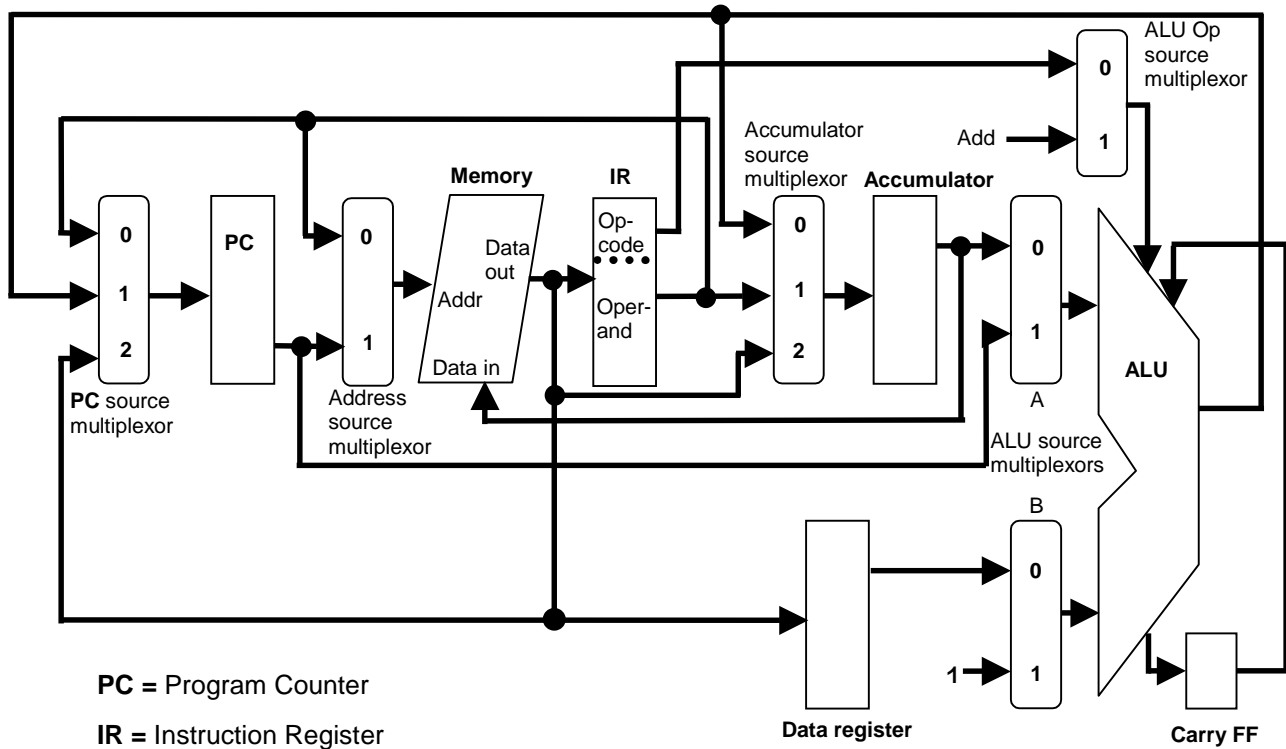 ALU Op
source
multiplexor
0
1
Add
Accumulator
source
multiplexor
Memory
IR
Accumulator
0
1
2
PC
0
1
Data
out
Addr
Data in
Op-
code
Oper-
and
0
1
2
0
1
A
ALU
PC source
multiplexor
Address
source
multiplexor
ALU source
multiplexors
B
0
1
1
PC = Program Counter
IR = Instruction Register
Data register
Carry FF